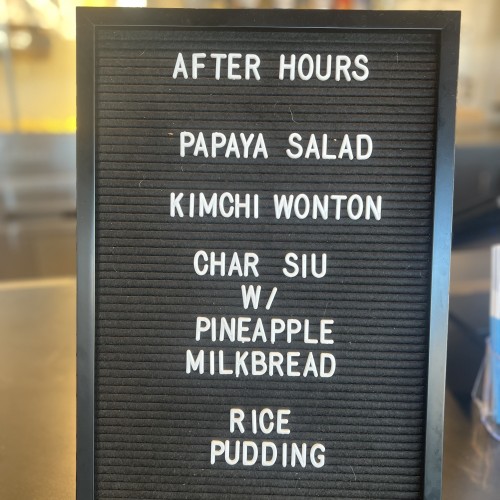 AFTER HOURS
PAPAYA SALAD
KIMCHI WONTON
CHAR SIU
W/
PINEAPPLE
MILKBREAD
RICE
PUDDING